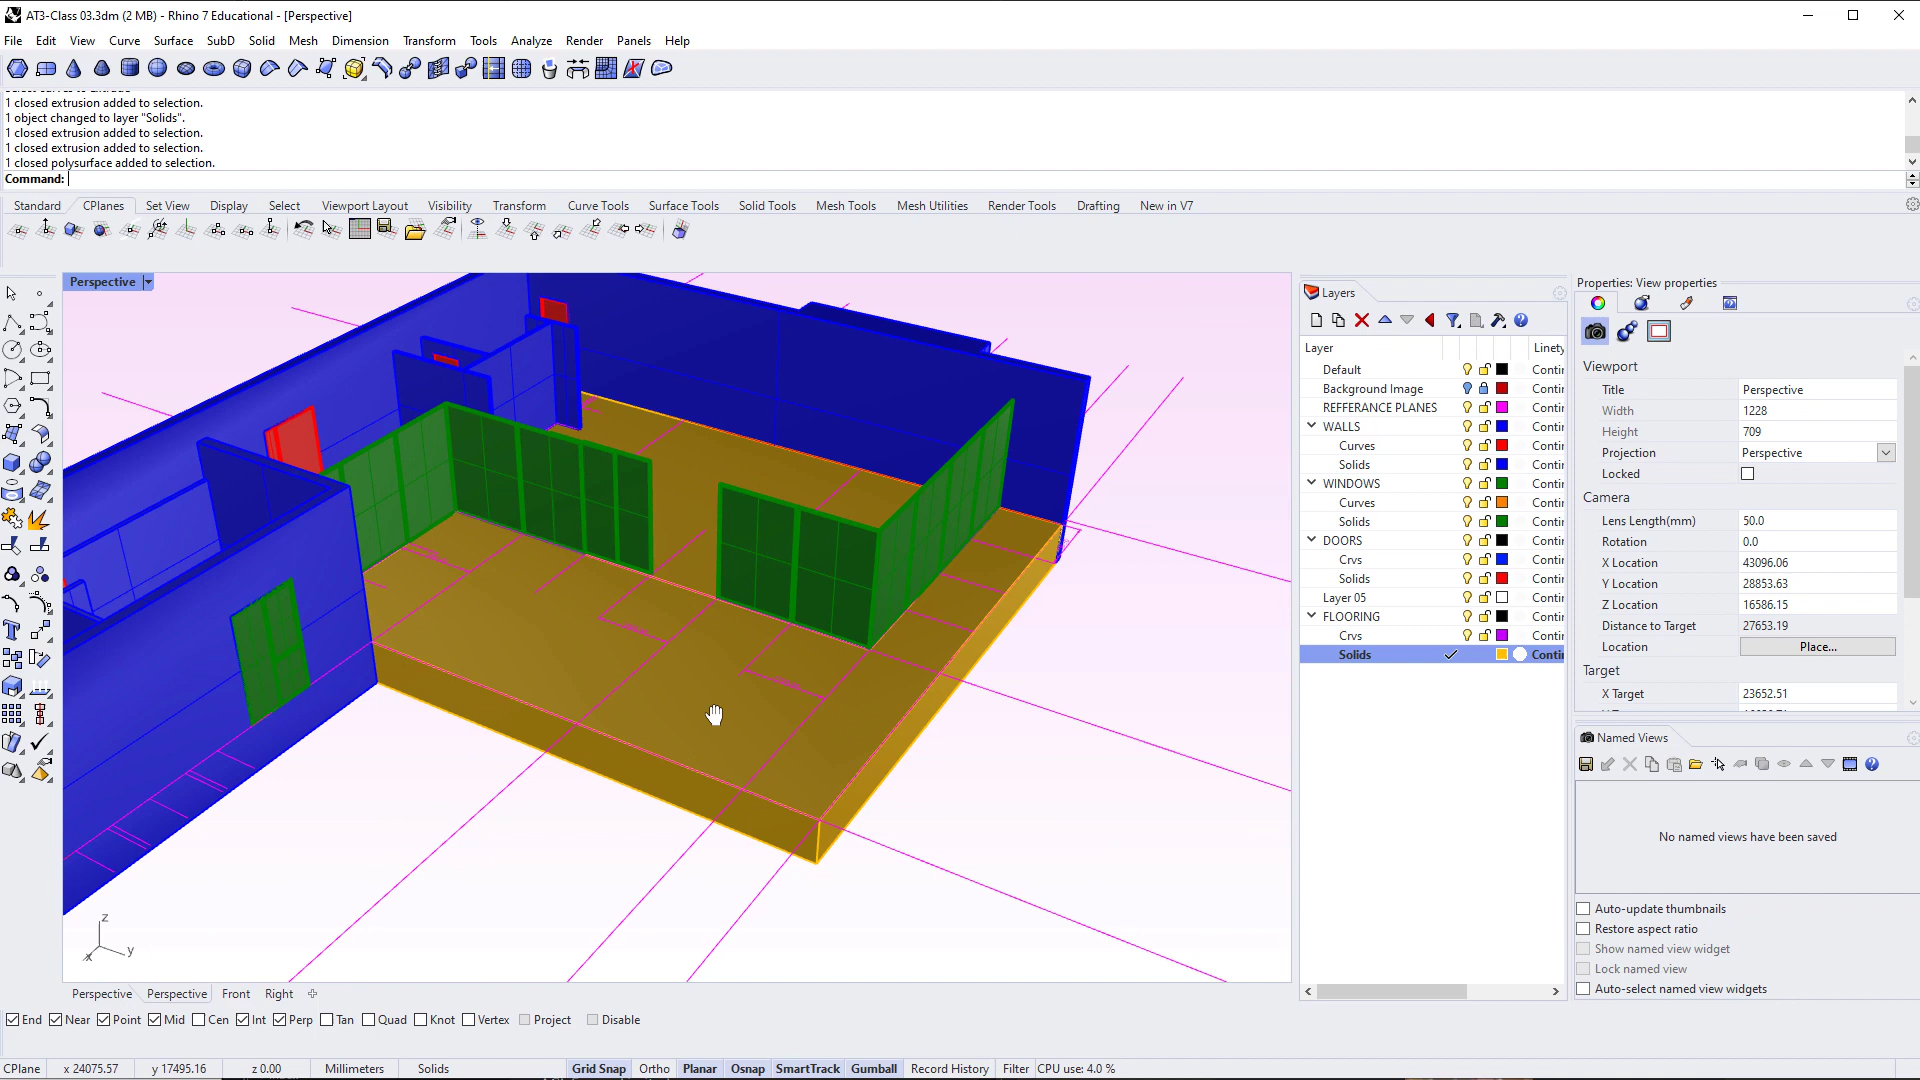 AT3-Class 03.3dm (2 MB) - Rhino 7 Educational - [Perspective]
File Edit View Curve Surface SubD Solid Mesh Dimension Transform Tools Analyze Render Panels Help
1 closed extrusion added to selection.
1 object changed to layer "Solids".
1 closed extrusion added to selection.
1 closed extrusion added to selection.
1 closed polysurface added to selection.
Command:
Standard CPlanes Set View Display Select Viewport Layout Visibility Transform Curve Tools Surface Tools Solid Tools Mesh Tools Mesh Utilities Render Tools Drafting New in V7
Perspective
z
y
x
Perspective Perspective Front Right
Layers
Layer Linety
Default Contir
Background Image Contir
REFFERANCE PLANES Contir
WALLS Contir
Curves Contir
Solids Contir
WINDOWS Contir
Curves Contir
Solids Contir
DOORS Contir
Crvs Contir
Solids Contir
Layer 05 Contir
FLOORING Contir
Crvs Contir
Solids Contir
Properties: View properties
Viewport
Title Perspective
Width 1228
Height 709
Projection Perspective
Locked
Camera
Lens Length(mm) 50.0
Rotation 0.0
X Location 43096.06
Y Location 28853.63
Z Location 16586.15
Distance to Target 27653.19
Location Place...
Target
X Target 23652.51
Named Views
No named views have been saved
Auto-update thumbnails
Restore aspect ratio
Show named view widget
Lock named view
Auto-select named view widgets
End Near Point Mid Cen Int Perp Tan Quad Knot Vertex Project Disable
CPlane x 24075.57 y 17495.16 z 0.00 Millimeters Solids Grid Snap Ortho Planar Osnap SmartTrack Gumball Record History Filter CPU use: 4.0 %